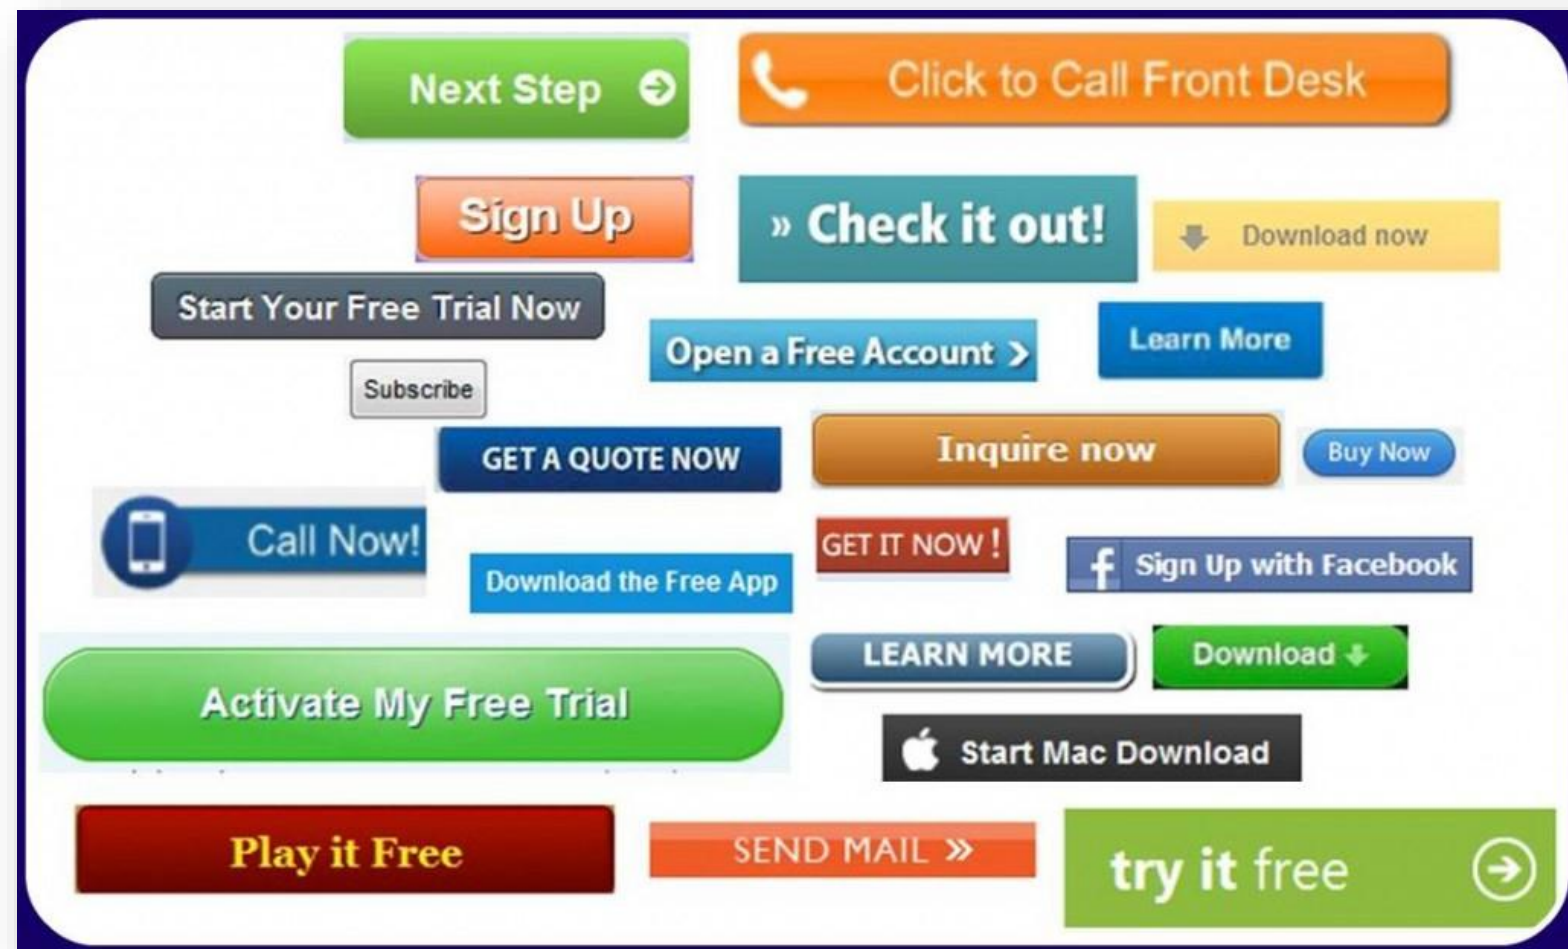 Next Step
Click to Call Front Desk
Sign Up
» Check it out!
Download now
Start Your Free Trial Now
Open a Free Account
Learn More
Subscribe
GET A QUOTE NOW
Inquire now
Buy Now
Call Now!
GET IT NOW!
Sign Up with Facebook
Download the Free App
Activate My Free Trial
LEARN MORE
Download
Start Mac Download
Play it Free
SEND MAIL »
try it free